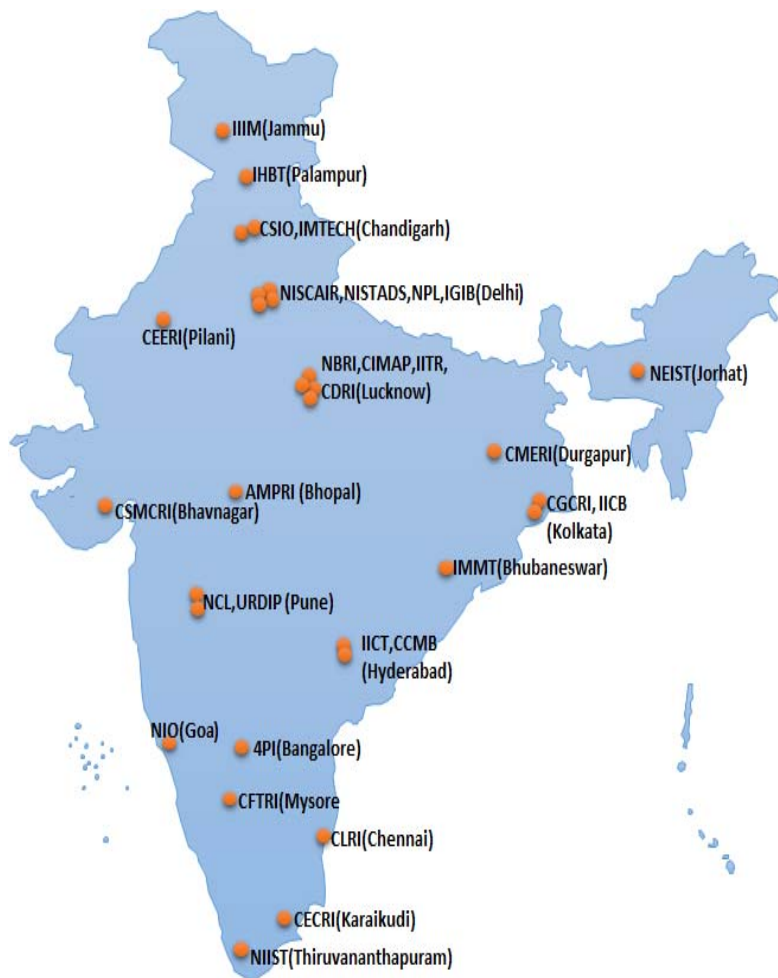 IIIM(Jammu)
IHBT(Palampur)
CSIO,IMTECH(Chandigarh)
NISCAIR,NISTADS,NPL,IGIB(Delhi)
CEERI(Pilani)
NBRI,CIMAP,IITR,
CDRI(Lucknow)
NEIST(Jorhat)
CMERI(Durgapur)
AMPRI (Bhopal)
CSMCRI(Bhavnagar)
CGCRI, IICB
(Kolkata)
IMMT(Bhubaneswar)
NCL,URDIP (Pune)
IICT,CCMB
(Hyderabad)
NIO(Goa)
4PI(Bangalore)
CFTRI(Mysore
CLRI(Chennai)
CECRI(Karaikudi)
NIIST(Thiruvananthapuram)